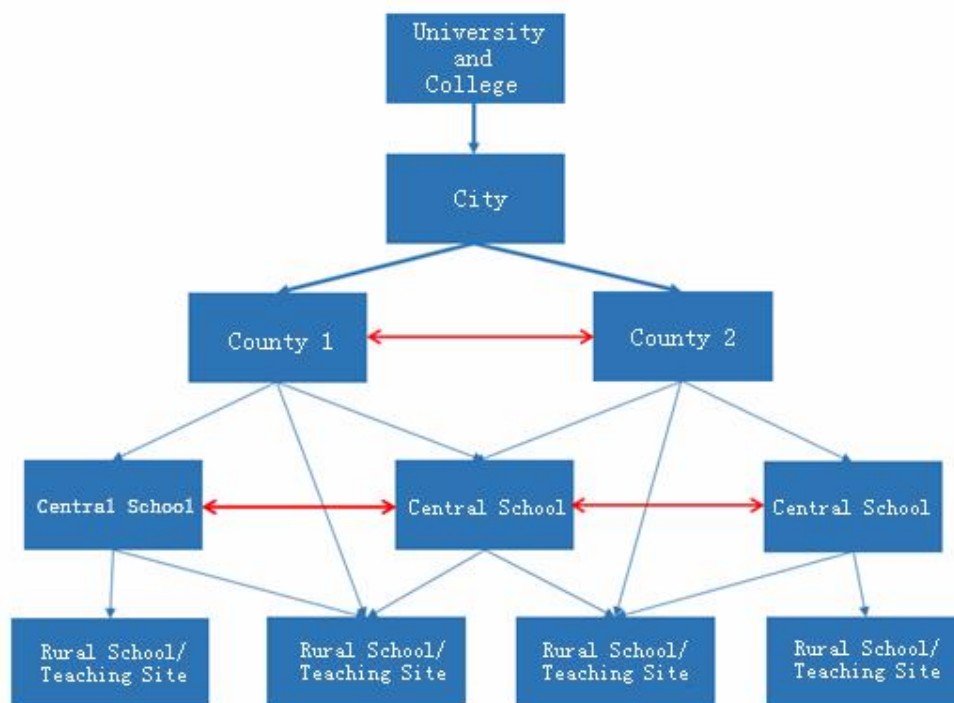 University
and
College
City
County 1
County 2
Central School
Central School
Central School
Rural School/
Teaching Site
Rural School/
Teaching Site
Rural School/
Teaching Site
Rural School/
Teaching Site